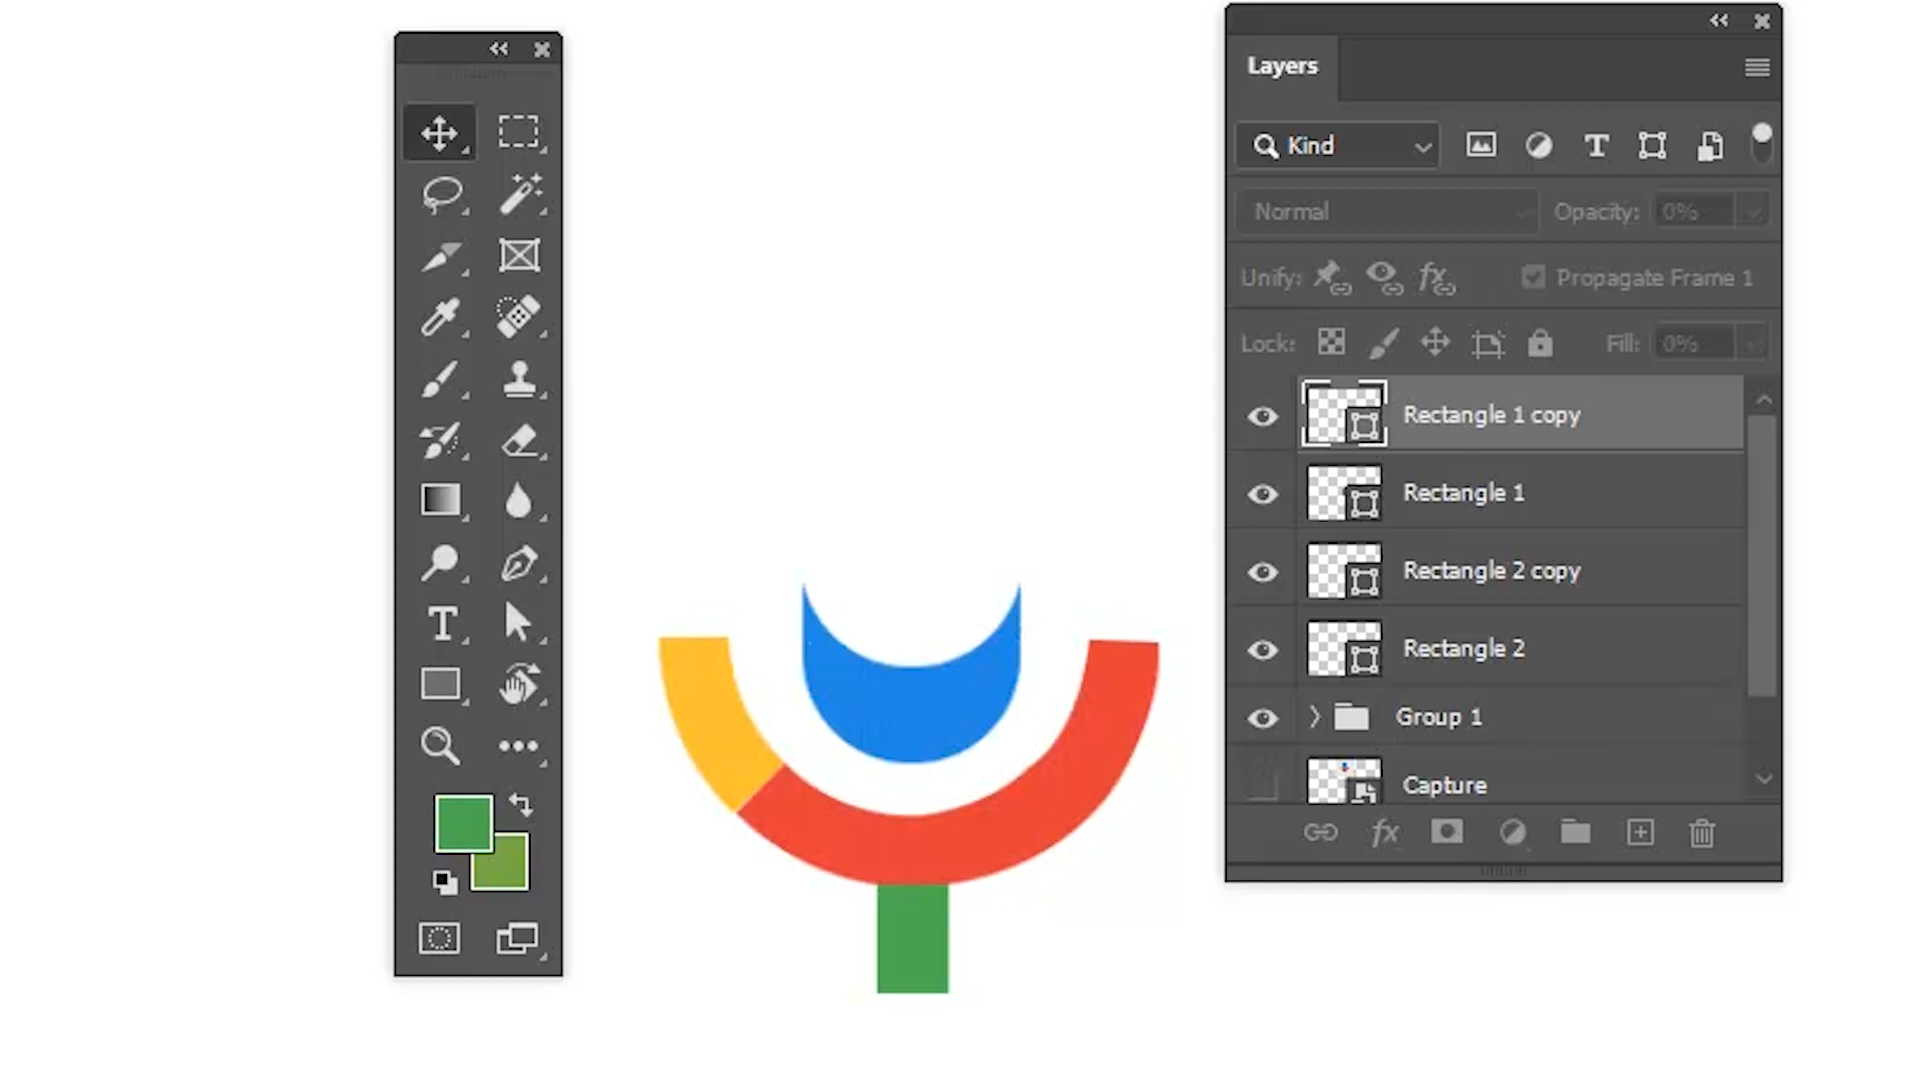 Layers
Kind
Normal
Opacity: 0%
Unify:
Propagate Frame 1
Lock:
Fill: 0%
Rectangle 1 copy
Rectangle 1
Rectangle 2 copy
Rectangle 2
Group 1
Capture